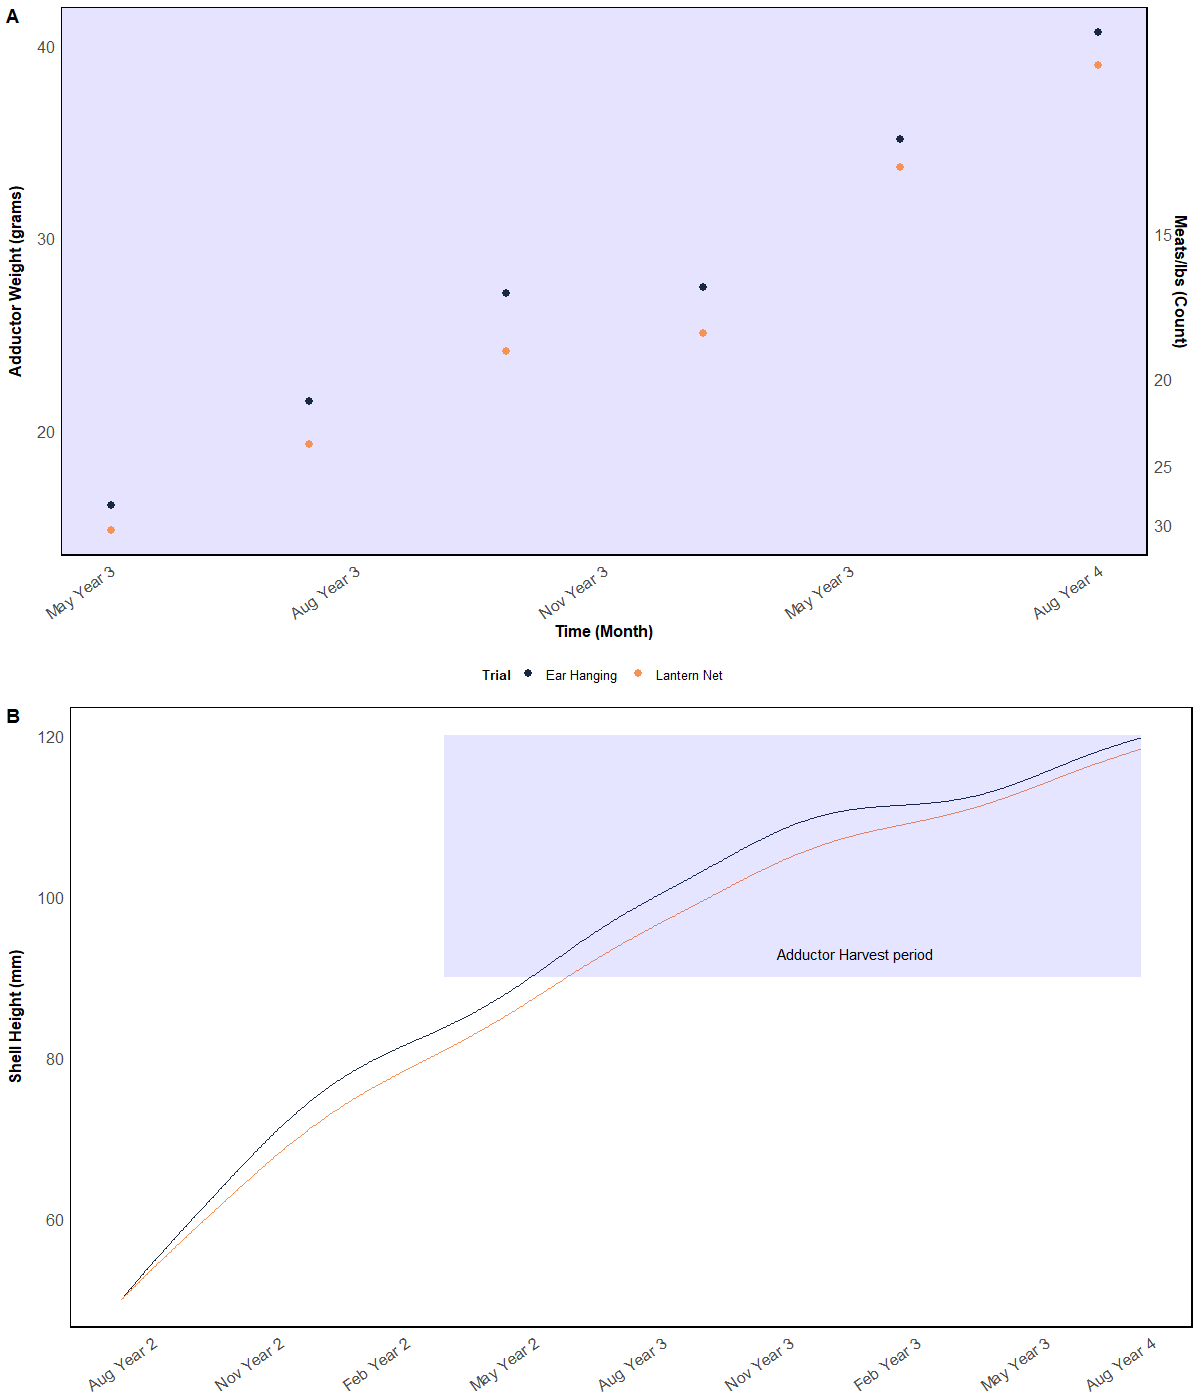 A
Adductor Weight (grams)
40
30
20
Meats/lbs (Count)
15
20
25
30
May Year 3
Aug Year 3
Nov Year 3
May Year 3
Aug Year 4
Time (Month)
Trial
Ear Hanging
Lantern Net
B
Shell Height (mm)
120
100
80
60
Adductor Harvest period
Aug Year 2
Nov Year 2
Feb Year 2
May Year 2
Aug Year 3
Nov Year 3
Feb Year 3
May Year 3
Aug Year 4